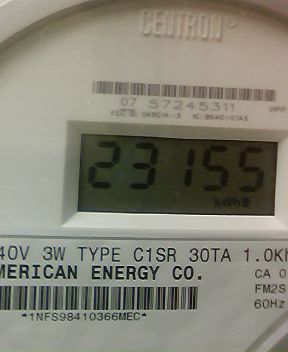 CENTRON
07 57245311
23155
kWh
40V 3W TYPE C1SR 30TA 1.0Kh
MERICAN ENERGY CO.
CA 0
FM2S
60Hz
*1NFS98410366MEC*